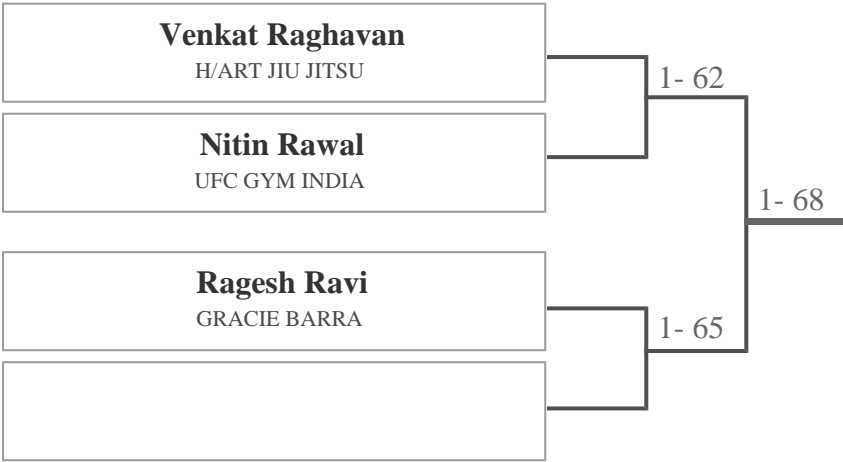 Venkat Raghavan
H/ART JIU JITSU
1- 62
Nitin Rawal
UFC GYM INDIA
1- 68
Ragesh Ravi
GRACIE BARRA
1- 65